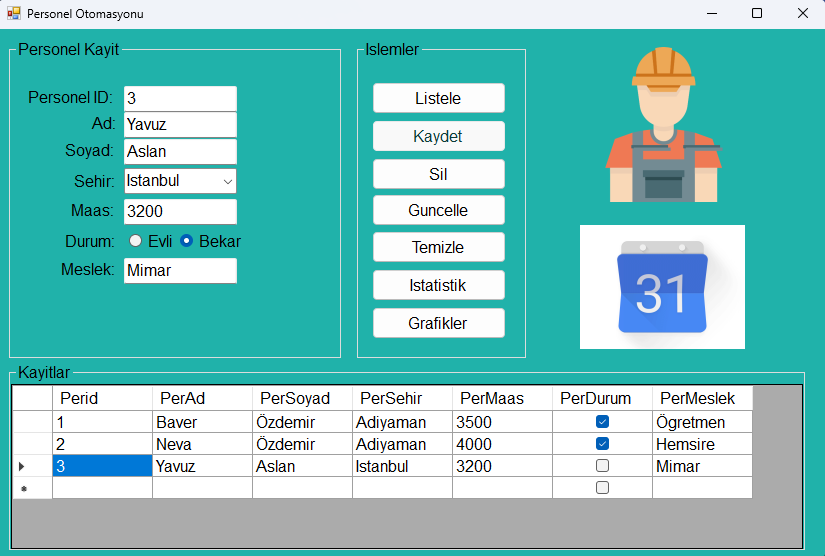 Personel Otomasyonu
Personel Kayit
Personel ID: 3
Ad: Yavuz
Soyad: Aslan
Sehir: Istanbul
Maas: 3200
Durum: Evli Bekar
Meslek: Mimar
Islemler
Listele
Kaydet
Sil
Guncelle
Temizle
Istatistik
Grafikler
31
Kayitlar
Perid PerAd PerSoyad PerSehir PerMaas PerDurum PerMeslek
1 Baver Özdemir Adiyaman 3500 Ögretmen
2 Neva Özdemir Adiyaman 4000 Hemsire
3 Yavuz Aslan Istanbul 3200 Mimar